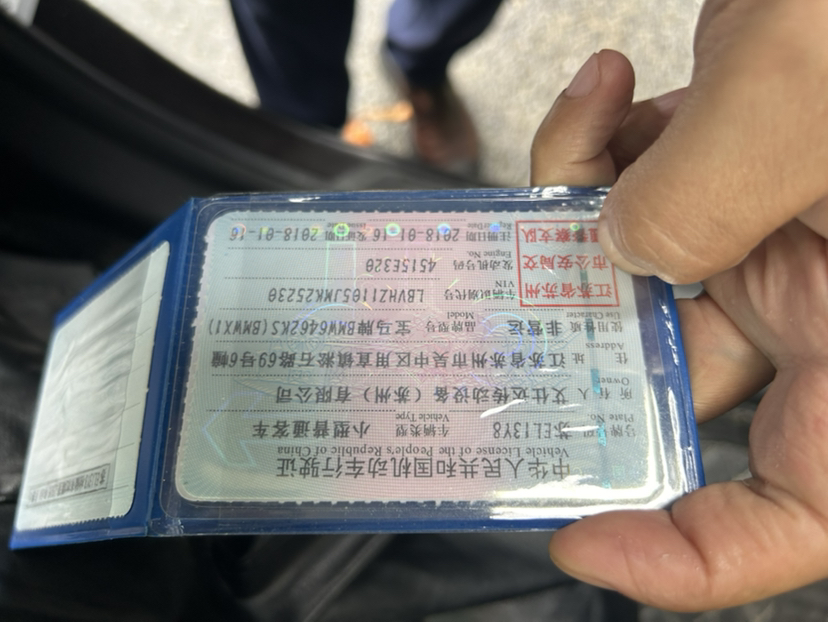 中华人民共和国机动车行驶证
Vehicle License of the People's Republic of China
号牌号码 苏EL13Y8 车辆类型 小型普通客车
Plate No. Vehicle Type
所有人 艾仕达传动设备（苏州）有限公司
Owner
住址 江苏省苏州市吴中区甪直镇淞石路69号6幢
Address
使用性质 非营运 品牌型号 宝马牌BMW6462KS(BMWX1)
Use Character Model
车辆识别代号 LBVHZ1105JMK25230
VIN
发动机号码 4515E320
Engine No.
注册日期 2018-01-16 发证日期 2018-01-16
Register Date Issue Date
江苏省苏州
市公安局交
警察支队